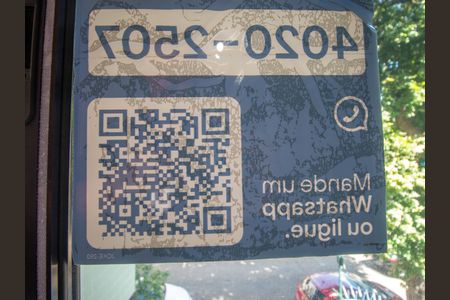 4020-2507
Mande um
Whatsapp
ou ligue.